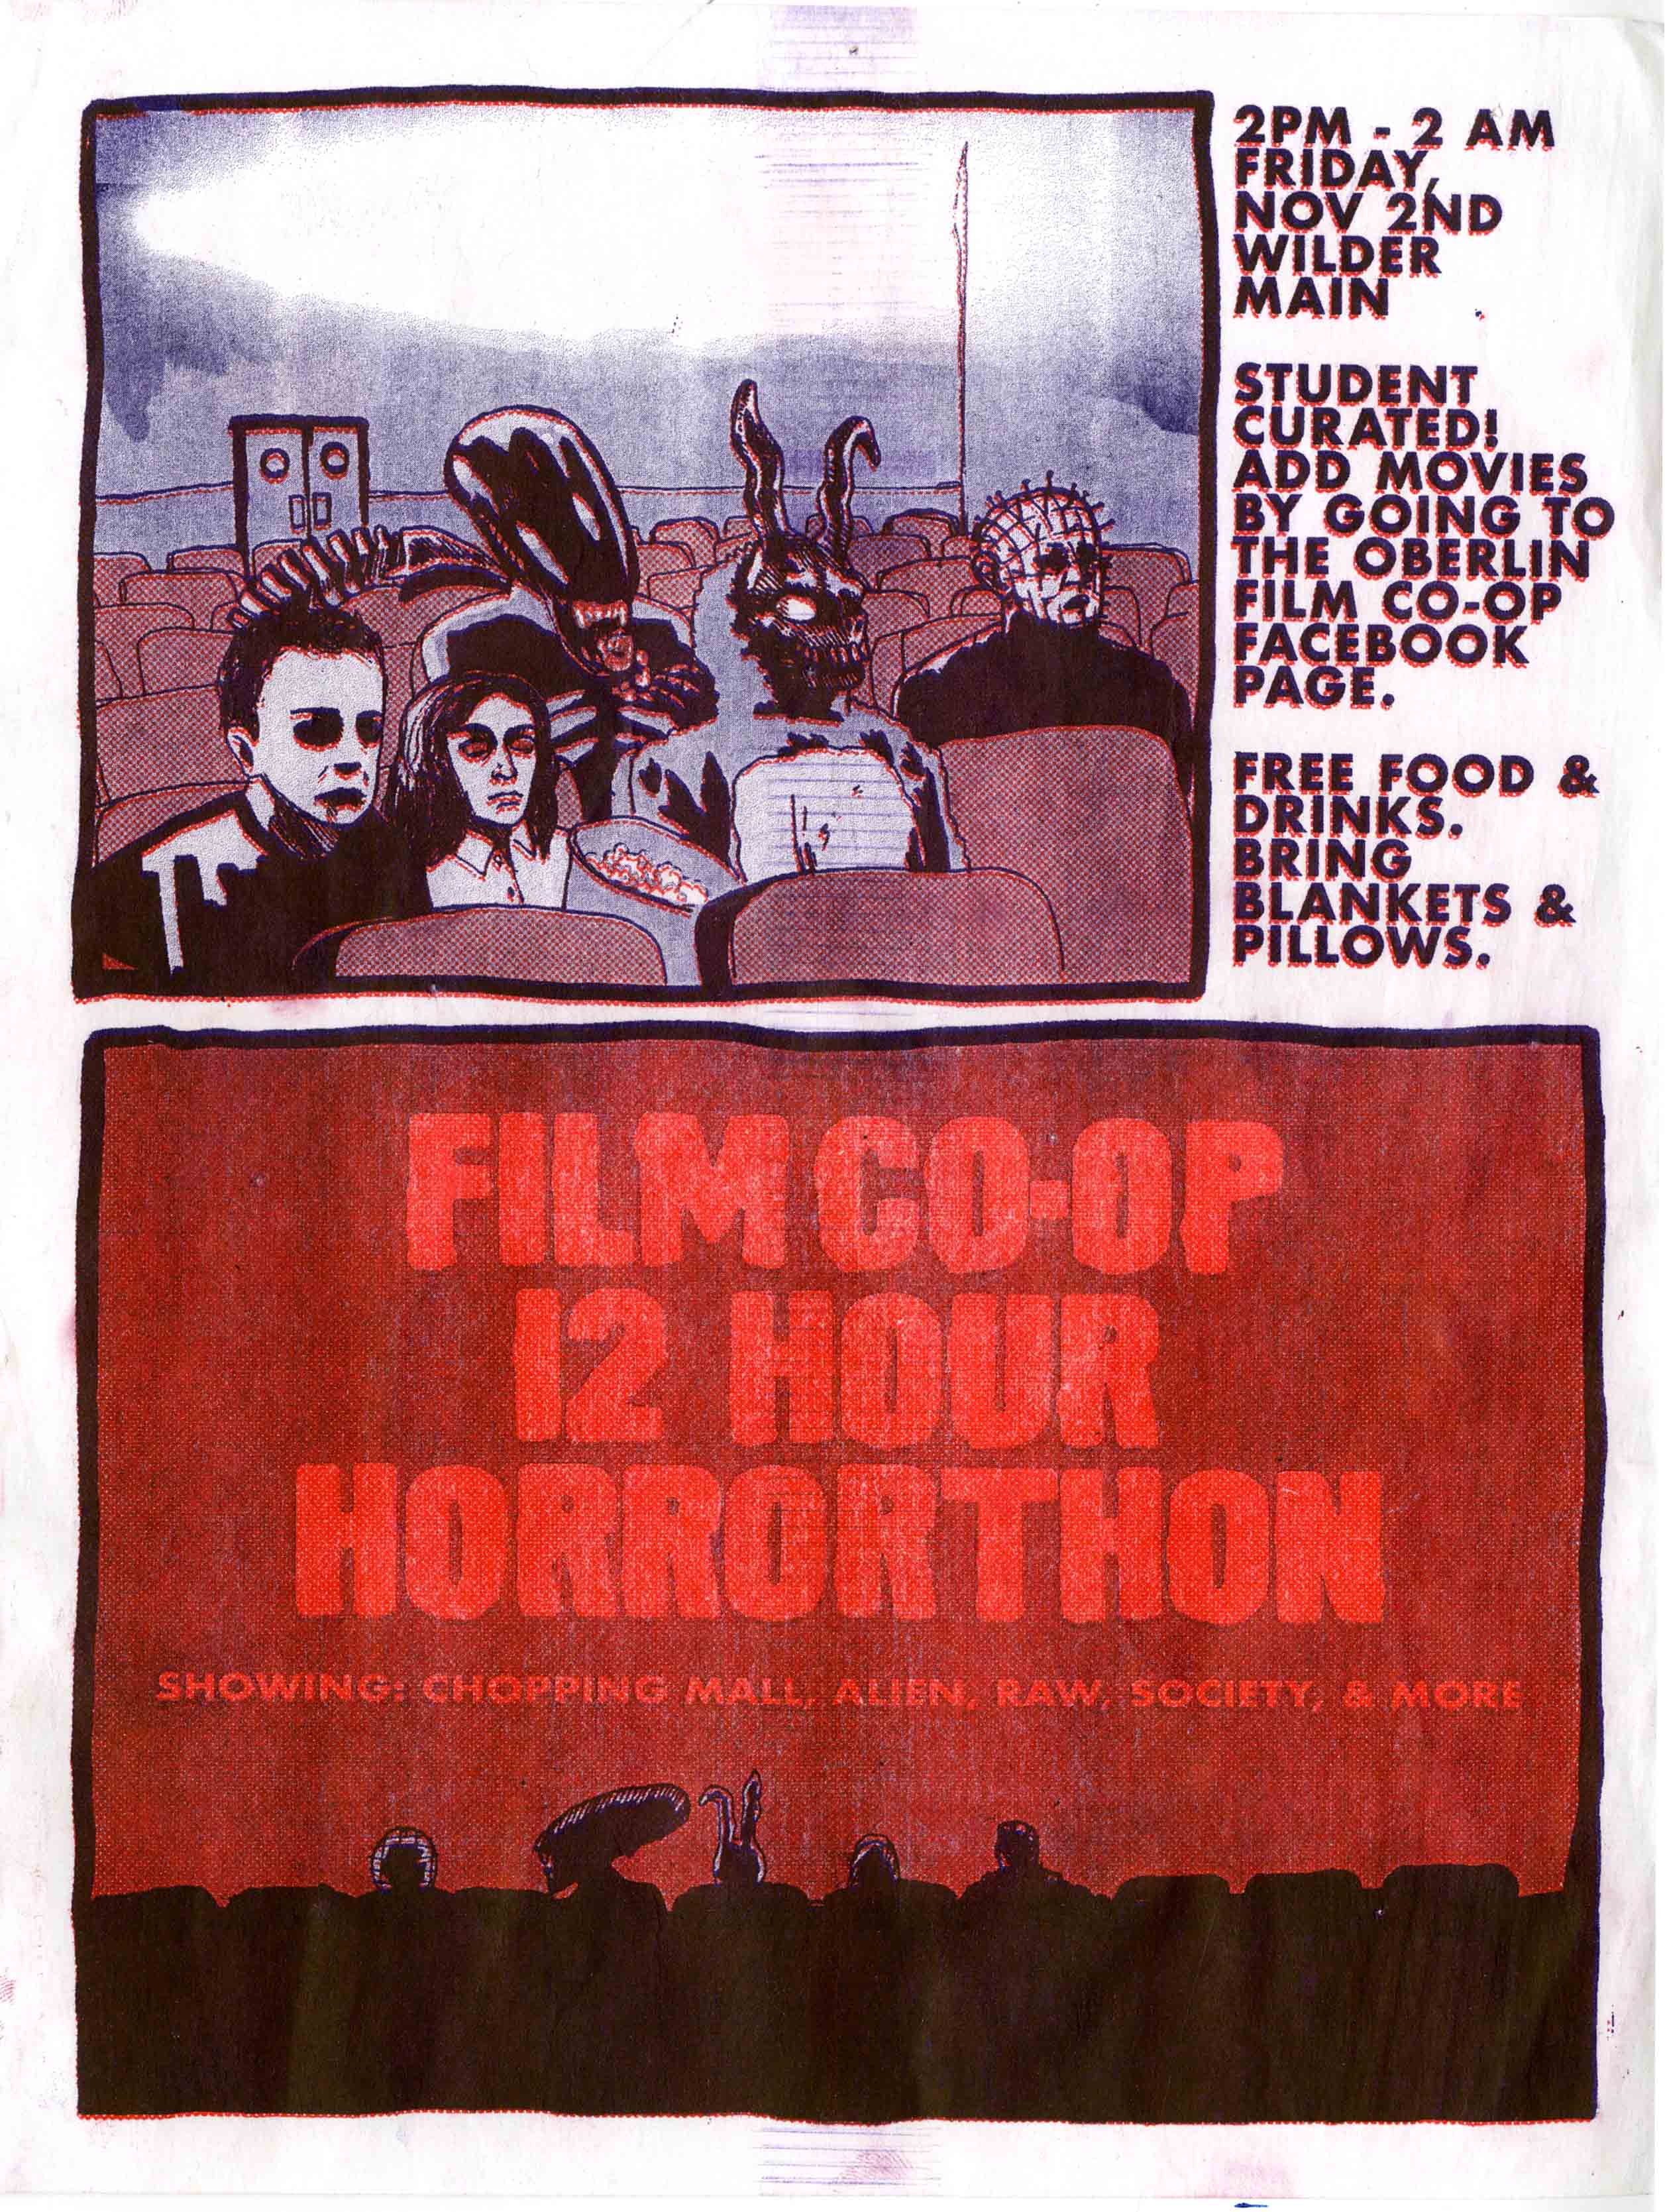 2PM - 2 AM
FRIDAY,
NOV 2ND
WILDER
MAIN
STUDENT
CURATED!
ADD MOVIES
BY GOING TO
THE OBERLIN
FILM CO-OP
FACEBOOK
PAGE.
FREE FOOD &
DRINKS.
BRING
BLANKETS &
PILLOWS.
FILM CO-OP
12 HOUR
HORRORTHON
SHOWING: CHOPPING MALL, ALIEN, RAW, SOCIETY, & MORE